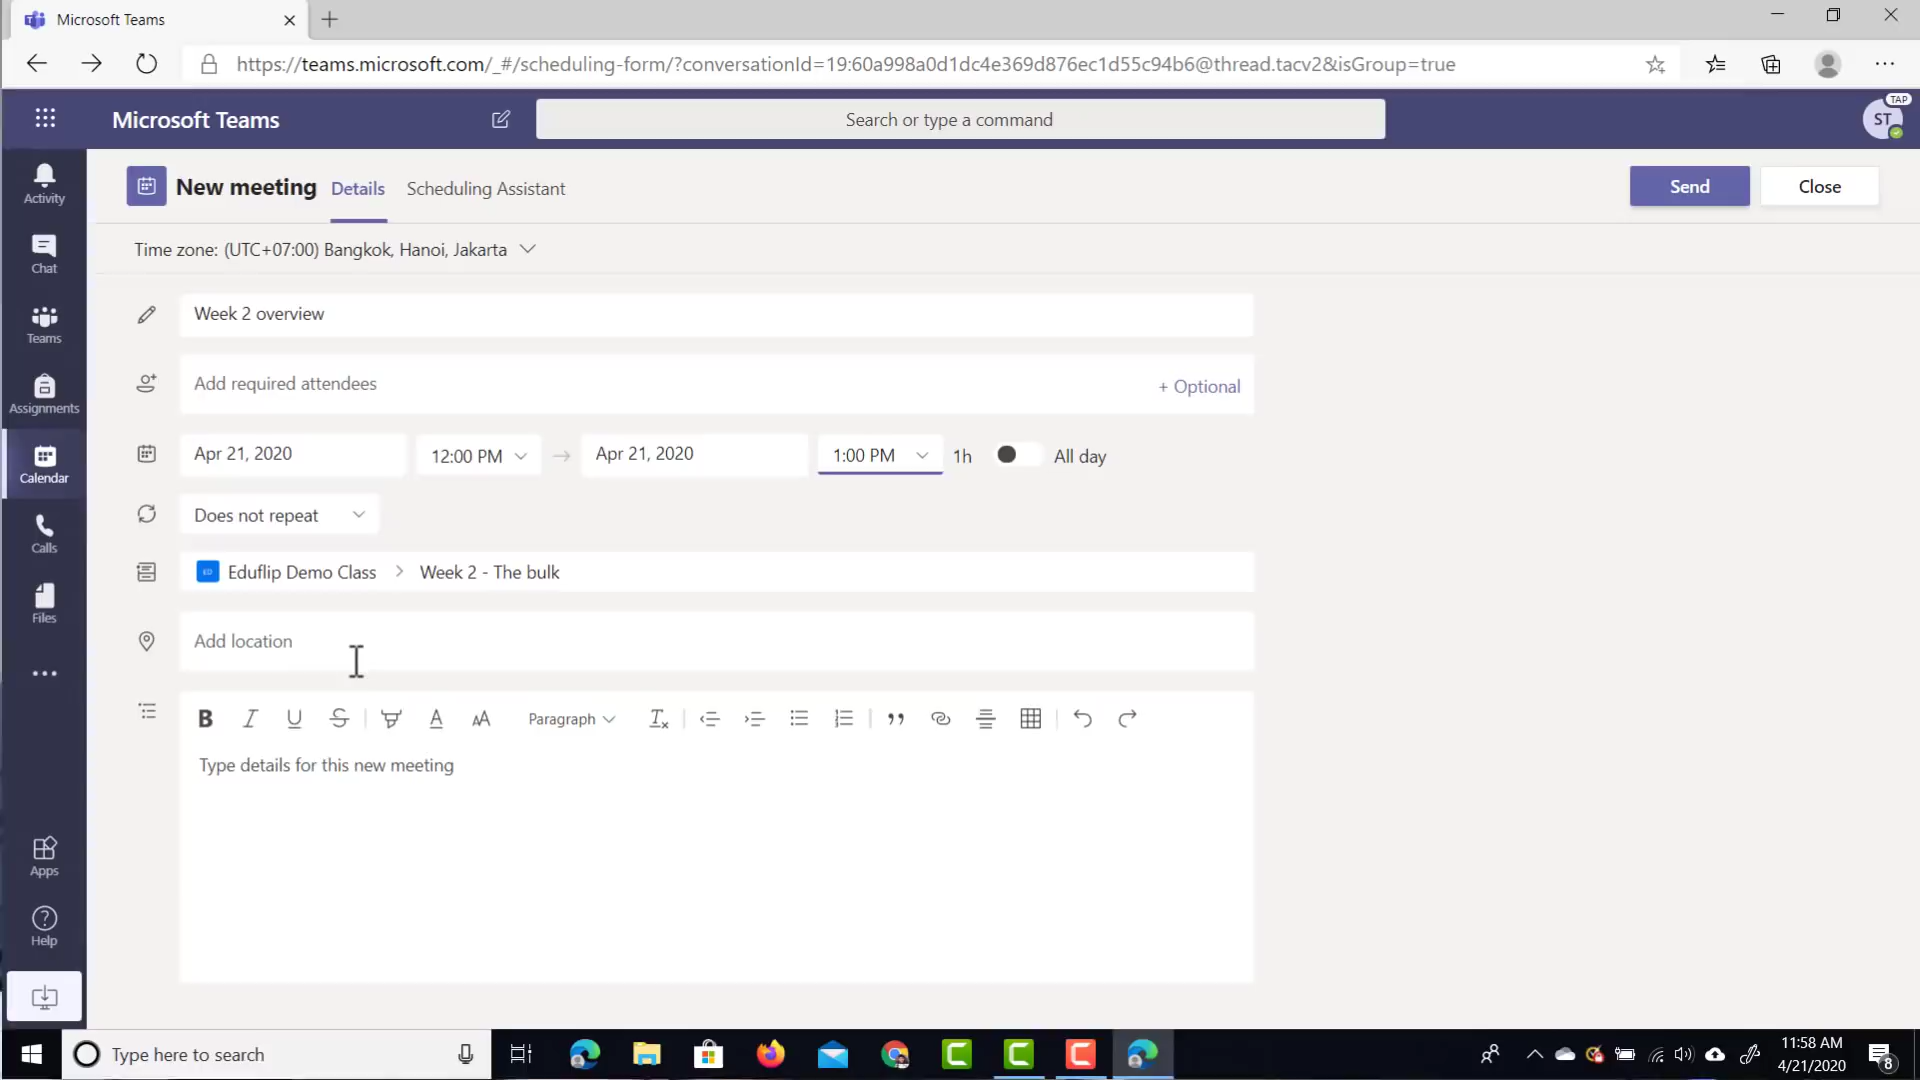 Microsoft Teams
https://teams.microsoft.com/_#/scheduling-form/?conversationId=19:60a998a0d1dc4e369d876ec1d55c94b6@thread.tacv2&isGroup=true
Microsoft Teams
Search or type a command
TAP
ST
New meeting
Details
Scheduling Assistant
Send
Close
Time zone: (UTC+07:00) Bangkok, Hanoi, Jakarta
Activity
Chat
Teams
Assignments
Calendar
Calls
Files
Apps
Help
Week 2 overview
Add required attendees
+ Optional
Apr 21, 2020
12:00 PM
Apr 21, 2020
1:00 PM
1h
All day
Does not repeat
ED
Eduflip Demo Class
Week 2 - The bulk
Add location
Paragraph
Type details for this new meeting
Type here to search
11:58 AM
4/21/2020
8